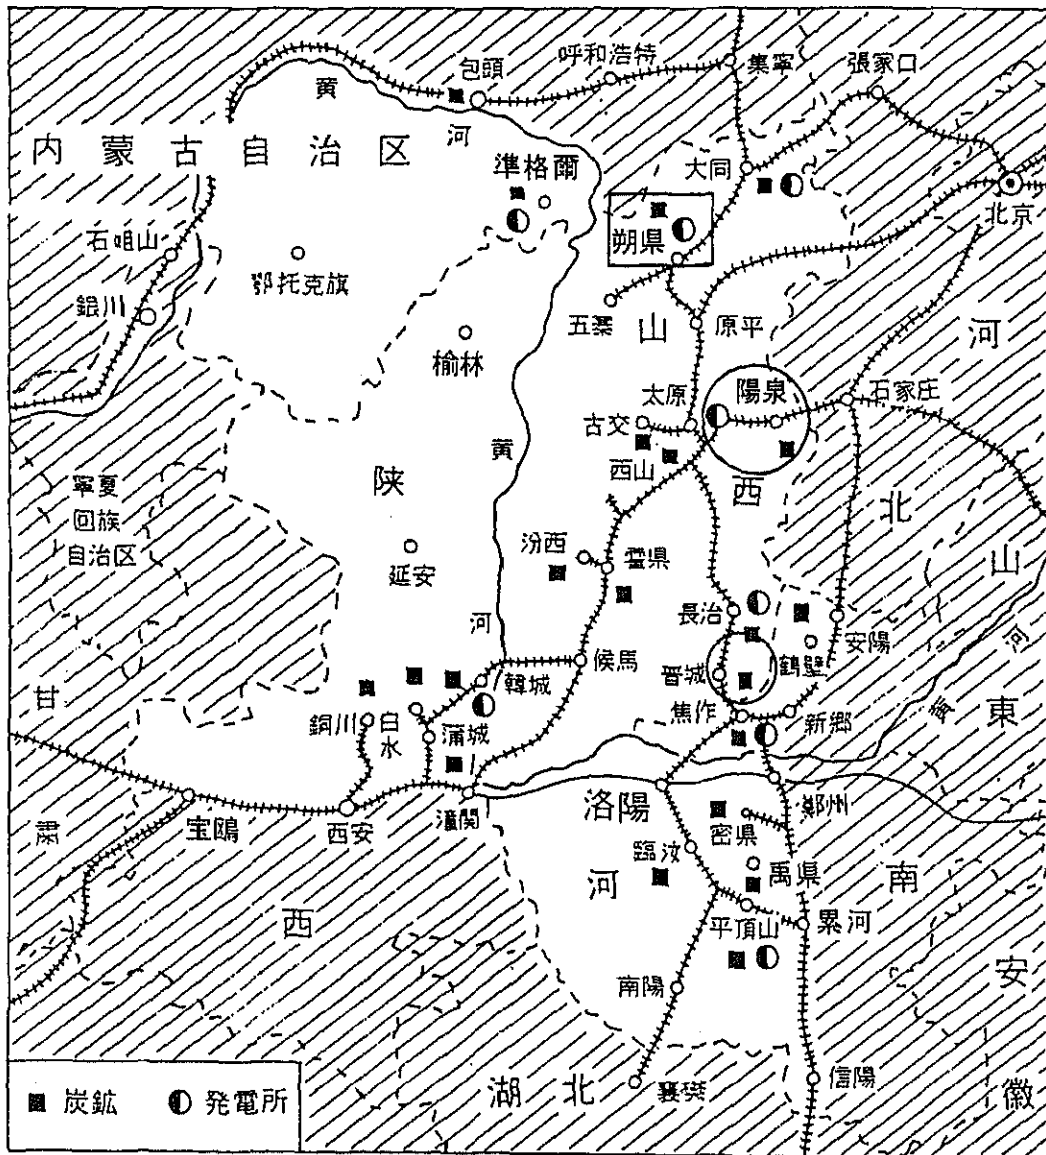 包頭
呼和浩特
集寧
張家口
黄
河
内蒙古自治区
準格爾
大同
北京
石咀山
朔県
鄂托克旗
銀川
五寨
山
原平
河
楡林
太原
陽泉
石家庄
古交
黄
西山
陝
西
北
寧夏
回族
自治区
汾西
霍県
延安
山
長治
河
安陽
河
候馬
鶴壁
甘
韓城
晋城
黄
東
銅川
白水
蒲城
焦作
新郷
洛陽
鄭州
粛
宝鴎
西安
潼関
密県
臨汝
河
禹県
南
西
平頂山
累河
南陽
安
炭鉱
発電所
湖北
襄樊
信陽
徽